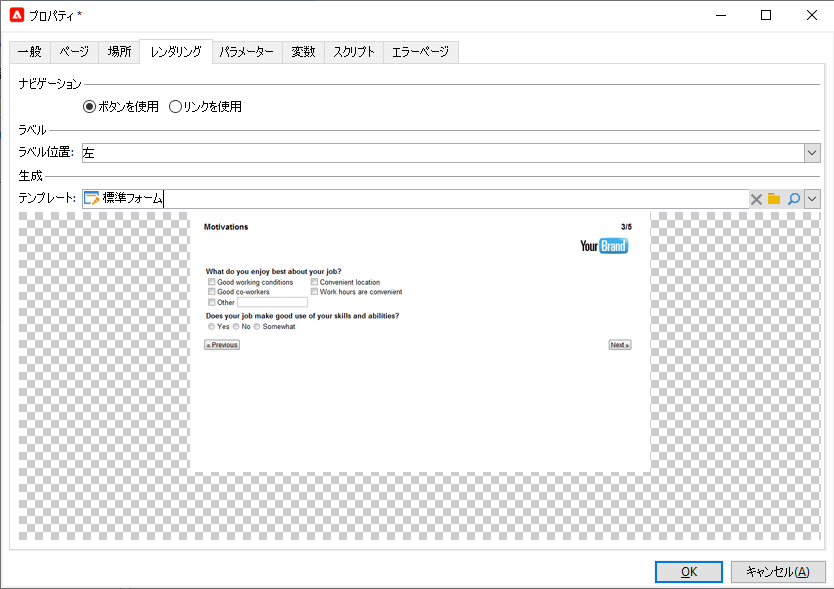 プロパティ *
一般 ページ 場所 レンダリング パラメーター 変数 スクリプト エラーページ
ナビゲーション
ボタンを使用 リンクを使用
ラベル
ラベル位置: 左
生成
テンプレート: 標準フォーム
Motivations 3/5
Your Brand
What do you enjoy best about your job?
Good working conditions Convenient location
Good co-workers Work hours are convenient
Other
Does your job make good use of your skills and abilities?
Yes No Somewhat
« Previous Next »
OK キャンセル(A)